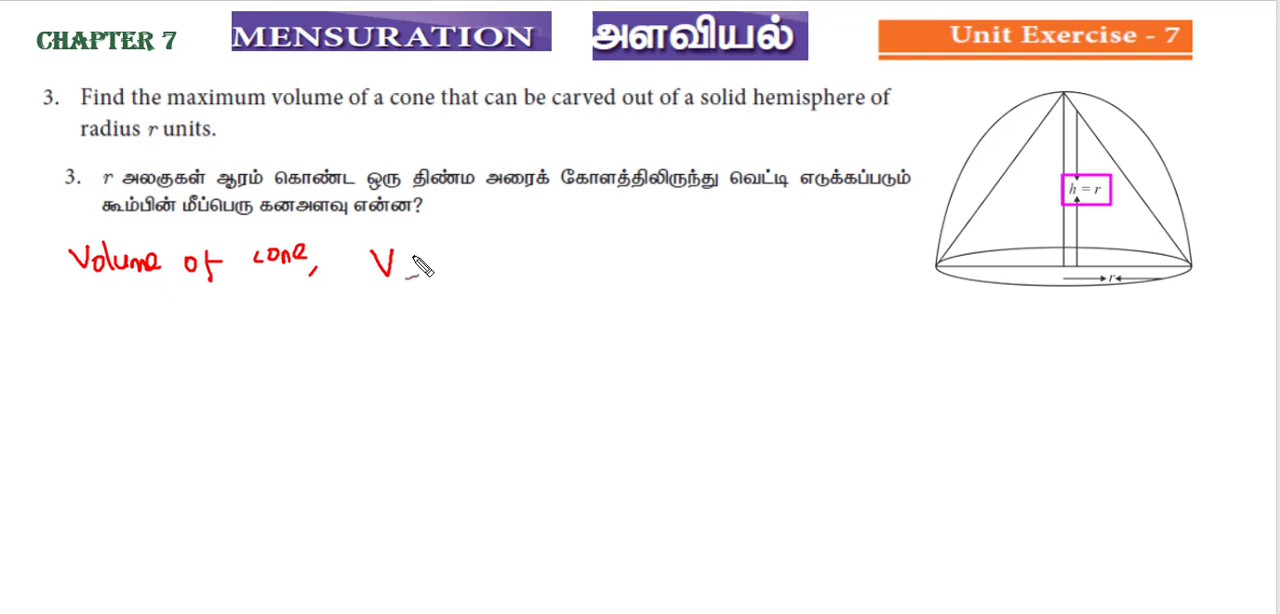 CHAPTER 7 MENSURATION அளவியல் Unit Exercise - 7
3. Find the maximum volume of a cone that can be carved out of a solid hemisphere of
radius r units.
3. r அலகுகள் ஆரம் கொண்ட ஒரு திண்ம அரைக் கோளத்திலிருந்து வெட்டி எடுக்கப்படும்
கூம்பின் மீப்பெரு கனஅளவு என்ன?
h = r
r
Volume of cone, V